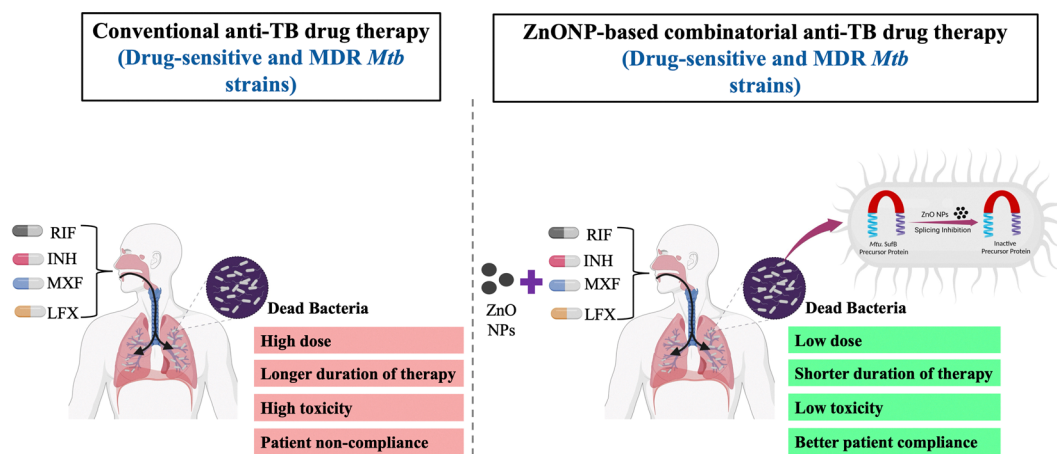 Conventional anti-TB drug therapy
(Drug-sensitive and MDR Mtb
strains)
RIF
INH
MXF
LFX
Dead Bacteria
High dose
Longer duration of therapy
High toxicity
Patient non-compliance
ZnONP-based combinatorial anti-TB drug therapy
(Drug-sensitive and MDR Mtb
strains)
ZnO
NPs
RIF
INH
MXF
LFX
ZnO NPs
Splicing Inhibition
Mtu. SufB
Precursor Protein
Inactive
Precursor Protein
Dead Bacteria
Low dose
Shorter duration of therapy
Low toxicity
Better patient compliance